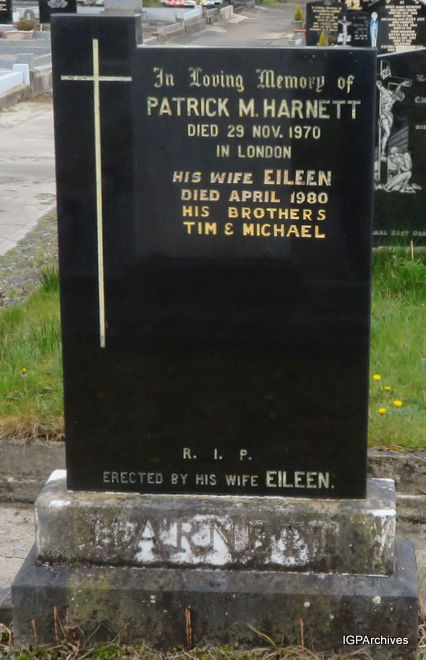 In Loving Memory of
PATRICK M. HARNETT
DIED 29 NOV. 1970
IN LONDON
HIS WIFE EILEEN
DIED APRIL 1980
HIS BROTHERS
TIM & MICHAEL
R. I. P.
ERECTED BY HIS WIFE EILEEN.
HARNETT
IGPArchives